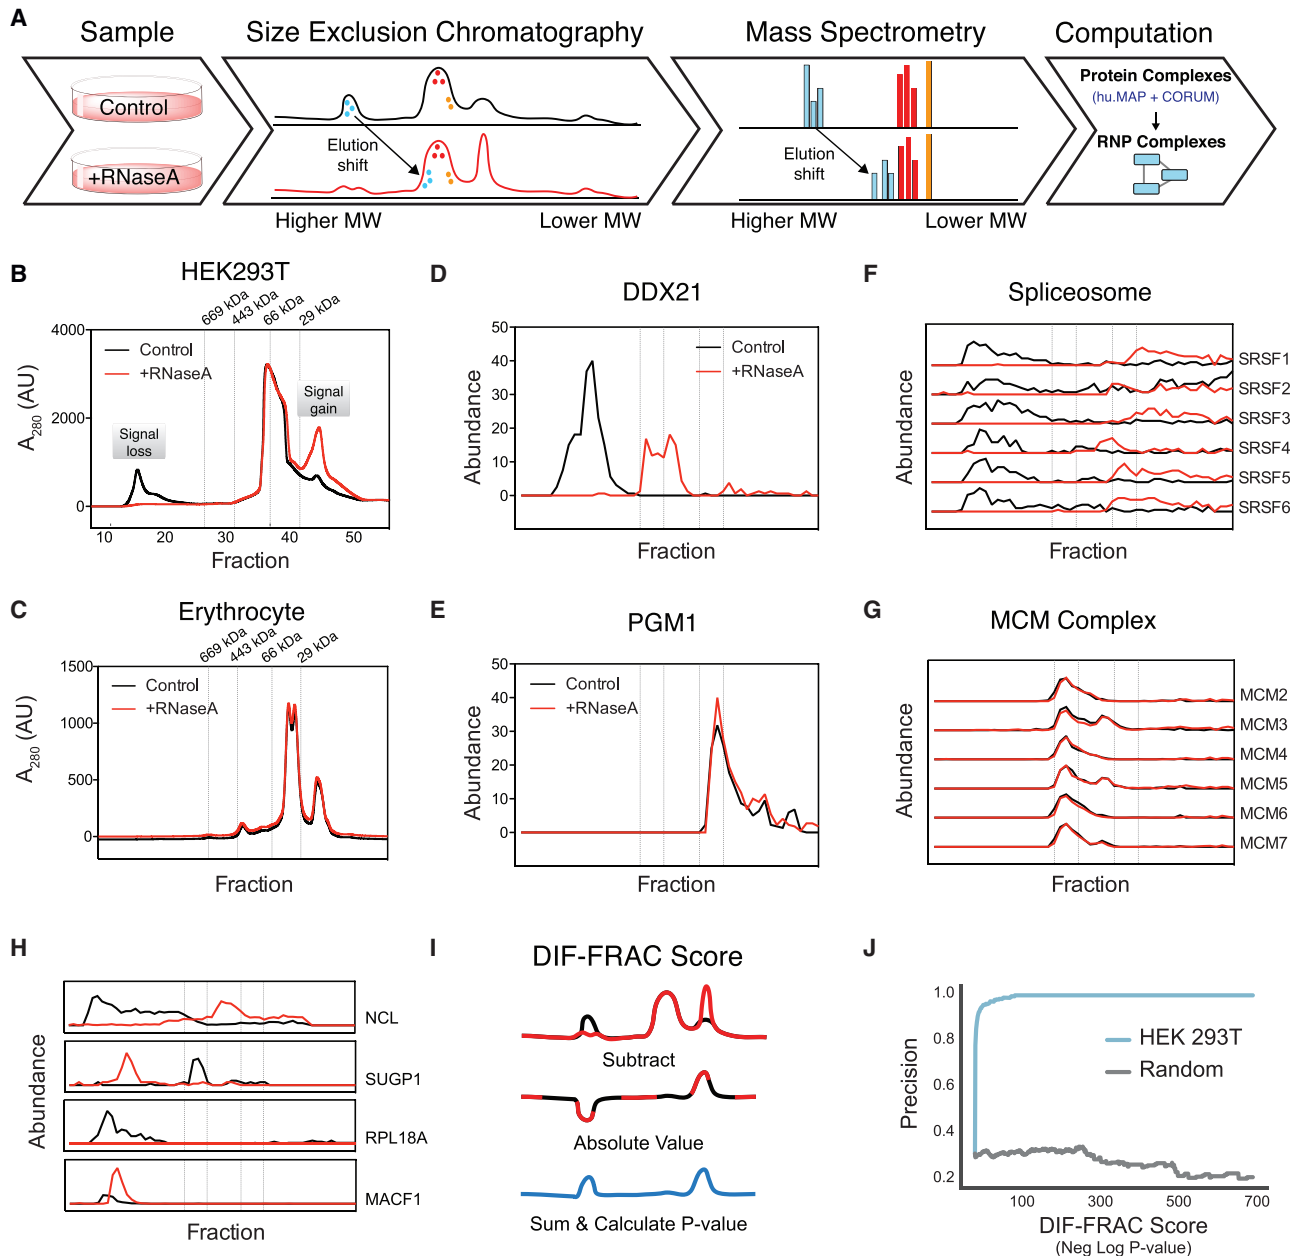 A
Sample
Size Exclusion Chromatography
Mass Spectrometry
Computation
Control
+RNaseA
Elution
shift
Higher MW
Lower MW
Elution
shift
Higher MW
Lower MW
Protein Complexes
(hu.MAP + CORUM)
RNP Complexes
B
HEK293T
669 kDa
443 kDa
66 kDa
29 kDa
A280 (AU)
4000
2000
0
Control
+RNaseA
Signal
loss
Signal
gain
10 20 30 40 50
Fraction
C
Erythrocyte
669 kDa
443 kDa
66 kDa
29 kDa
A280 (AU)
1500
1000
500
0
Control
+RNaseA
Fraction
D
DDX21
Abundance
50
40
30
20
10
0
Control
+RNaseA
Fraction
E
PGM1
Abundance
50
40
30
20
10
0
Control
+RNaseA
Fraction
F
Spliceosome
Abundance
SRSF1
SRSF2
SRSF3
SRSF4
SRSF5
SRSF6
Fraction
G
MCM Complex
Abundance
MCM2
MCM3
MCM4
MCM5
MCM6
MCM7
Fraction
H
Abundance
NCL
SUGP1
RPL18A
MACF1
Fraction
I
DIF-FRAC Score
Subtract
Absolute Value
Sum & Calculate P-value
J
Precision
1.0
0.8
0.6
0.4
0.2
HEK 293T
Random
100 300 500 700
DIF-FRAC Score
(Neg Log P-value)